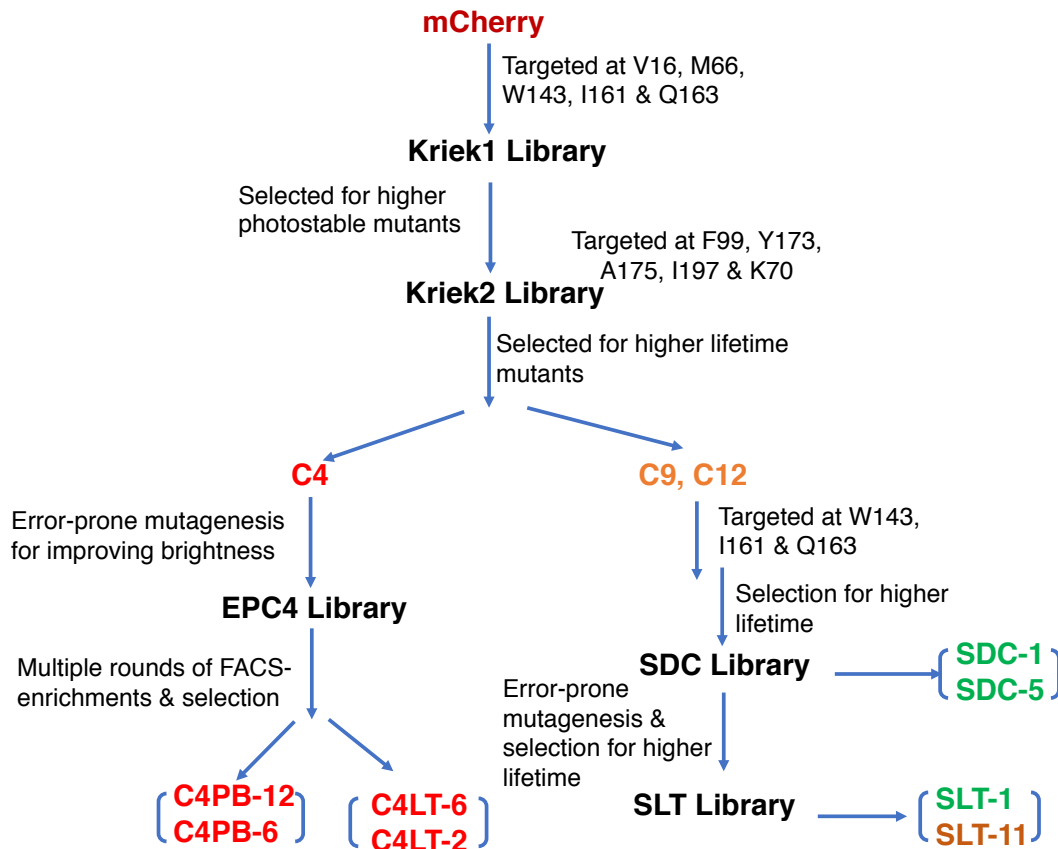 mCherry
Targeted at V16, M66,
W143, I161 & Q163
Kriek1 Library
Selected for higher
photostable mutants
Targeted at F99, Y173,
A175, I197 & K70
Kriek2 Library
Selected for higher lifetime
mutants
C4
C9, C12
Error-prone mutagenesis
for improving brightness
Targeted at W143,
I161 & Q163
EPC4 Library
Selection for higher
lifetime
Multiple rounds of FACS-
enrichments & selection
SDC Library
SDC-1
SDC-5
Error-prone
mutagenesis &
selection for higher
lifetime
C4PB-12
C4PB-6
C4LT-6
C4LT-2
SLT Library
SLT-1
SLT-11